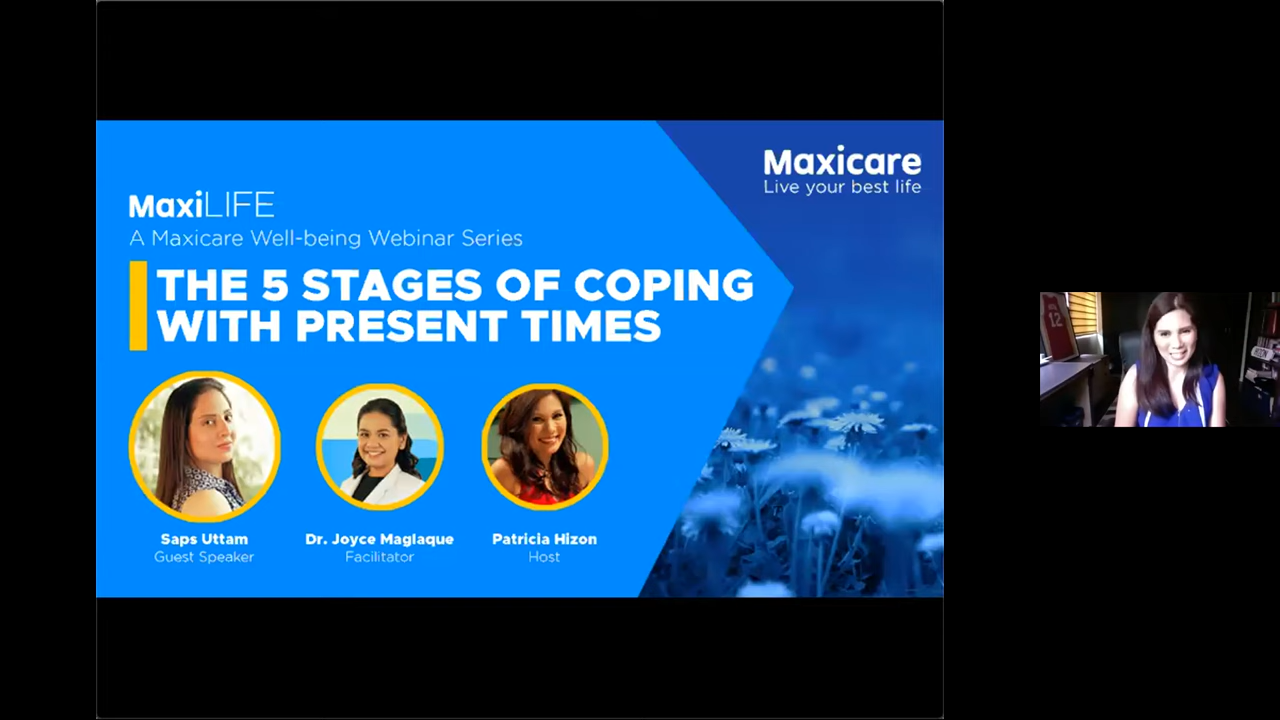 Maxicare
Live your best life
MaxiLIFE
A Maxicare Well-being Webinar Series
THE 5 STAGES OF COPING
WITH PRESENT TIMES
Saps Uttam
Guest Speaker
Dr. Joyce Maglaque
Facilitator
Patricia Hizon
Host
12